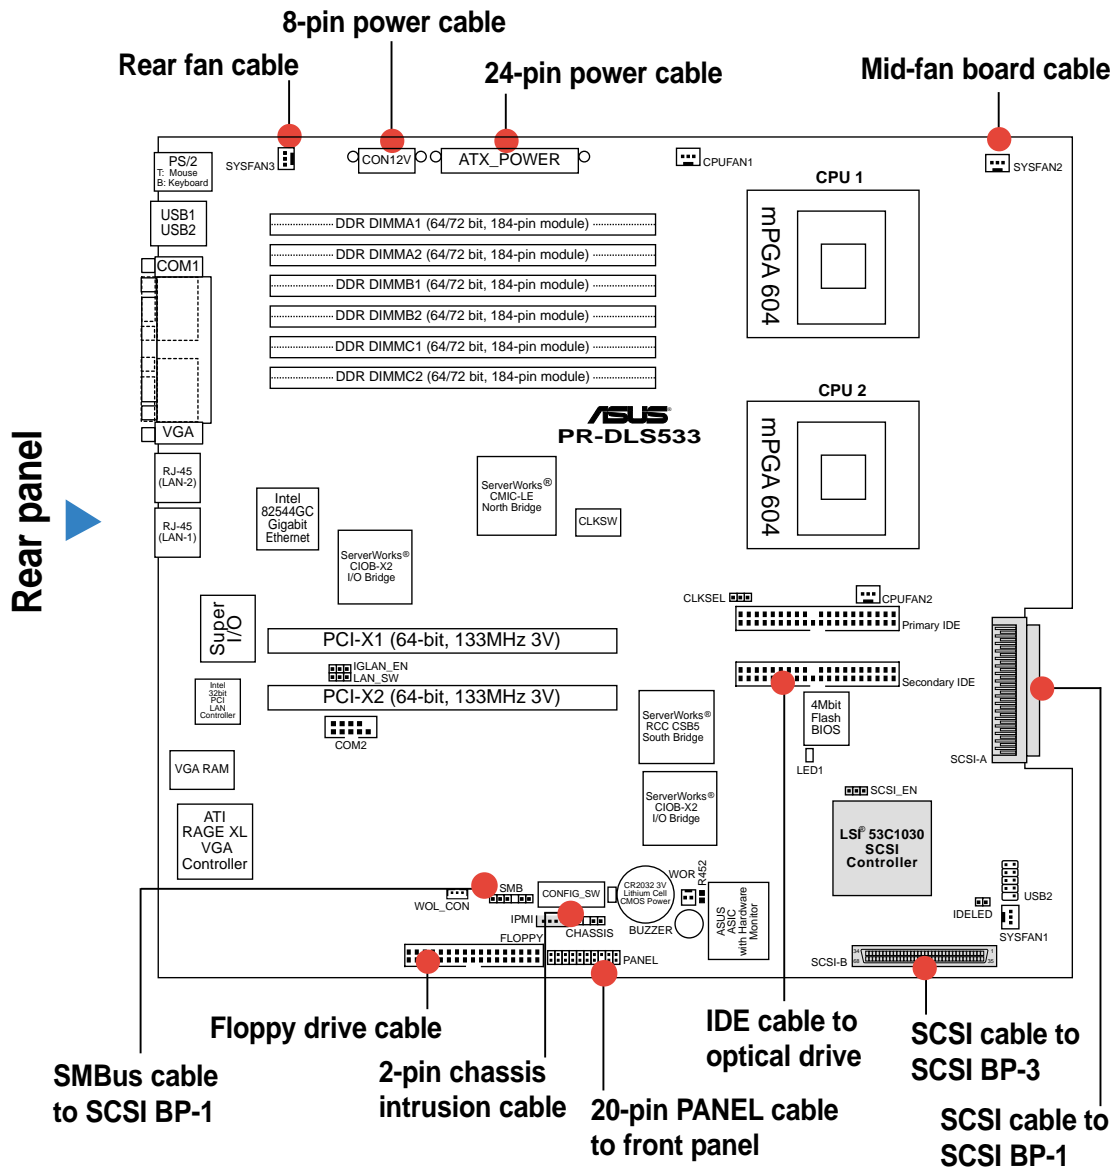 8-pin power cable
Rear fan cable
24-pin power cable
Mid-fan board cable
PS/2
T: Mouse
B: Keyboard
SYSFAN3
CON12V
ATX_POWER
CPUFAN1
SYSFAN2
CPU 1
mPGA 604
USB1
USB2
COM1
DDR DIMMA1 (64/72 bit, 184-pin module)
DDR DIMMA2 (64/72 bit, 184-pin module)
DDR DIMMB1 (64/72 bit, 184-pin module)
DDR DIMMB2 (64/72 bit, 184-pin module)
DDR DIMMC1 (64/72 bit, 184-pin module)
DDR DIMMC2 (64/72 bit, 184-pin module)
CPU 2
mPGA 604
ASUS®
PR-DLS533
VGA
Rear panel
RJ-45
(LAN-2)
RJ-45
(LAN-1)
Intel
82544GC
Gigabit
Ethernet
ServerWorks®
CMIC-LE
North Bridge
CLKSW
ServerWorks®
CIOB-X2
I/O Bridge
Super
I/O
CLKSEL
CPUFAN2
Primary IDE
PCI-X1 (64-bit, 133MHz 3V)
IGLAN_EN
LAN_SW
PCI-X2 (64-bit, 133MHz 3V)
Secondary IDE
Intel
32bit
PCI
LAN
Controller
COM2
ServerWorks®
RCC CSB5
South Bridge
4Mbit
Flash
BIOS
LED1
SCSI-A
VGA RAM
ServerWorks®
CIOB-X2
I/O Bridge
SCSI_EN
ATI
RAGE XL
VGA
Controller
LSI® 53C1030
SCSI
Controller
SMB
WOL_CON
CONFIG_SW
CR2032 3V
Lithium Cell
CMOS Power
WOR
R452
ASUS
ASIC
with Hardware
Monitor
USB2
IDELED
SYSFAN1
IPMI
CHASSIS
BUZZER
FLOPPY
PANEL
SCSI-B
34
1
68
35
Floppy drive cable
IDE cable to
optical drive
SCSI cable to
SCSI BP-3
SMBus cable
to SCSI BP-1
2-pin chassis
intrusion cable
20-pin PANEL cable
to front panel
SCSI cable to
SCSI BP-1